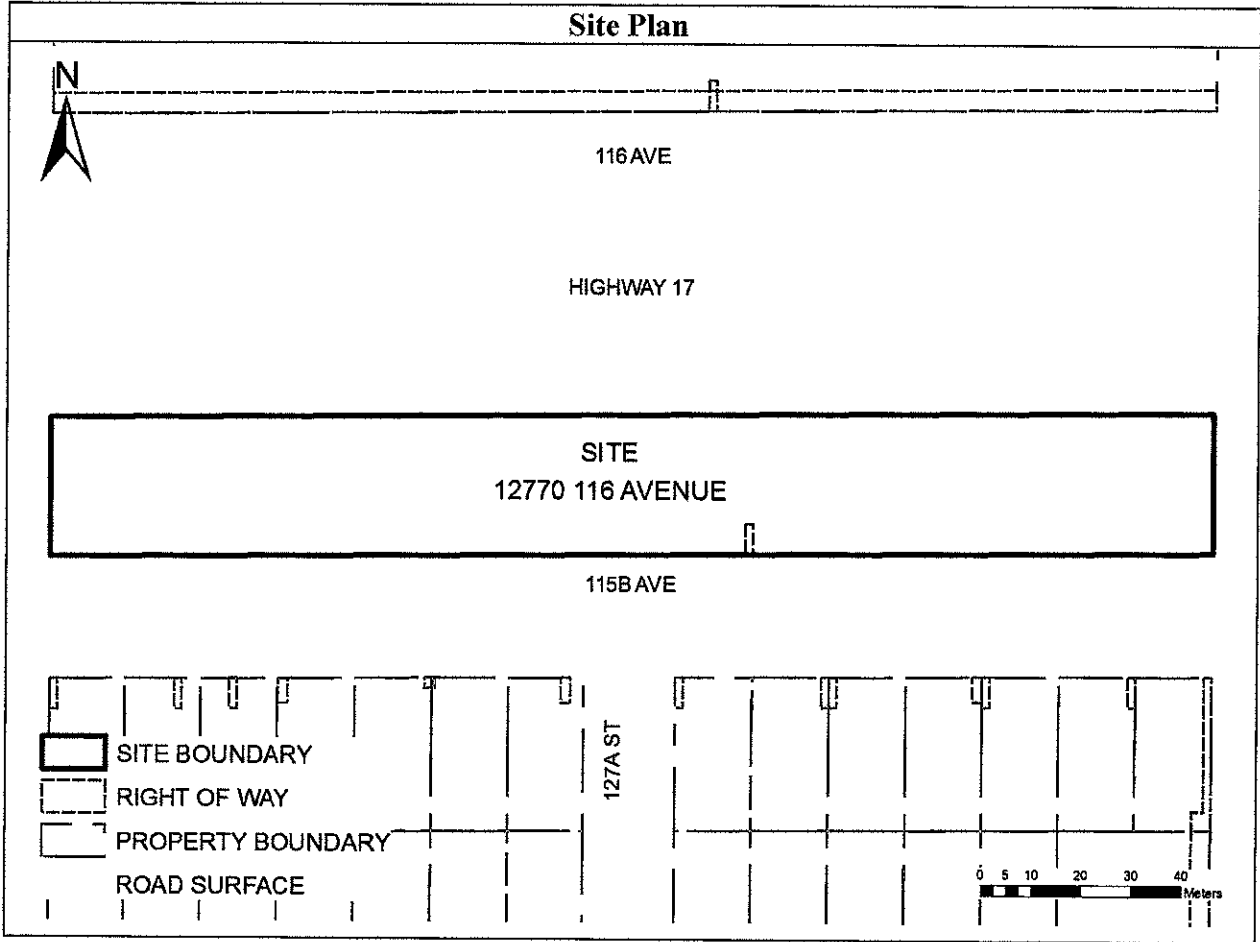 Site Plan
N
116 AVE
HIGHWAY 17
SITE
12770 116 AVENUE
115B AVE
127A ST
SITE BOUNDARY
RIGHT OF WAY
PROPERTY BOUNDARY
ROAD SURFACE
0 5 10 20 30 40
Meters